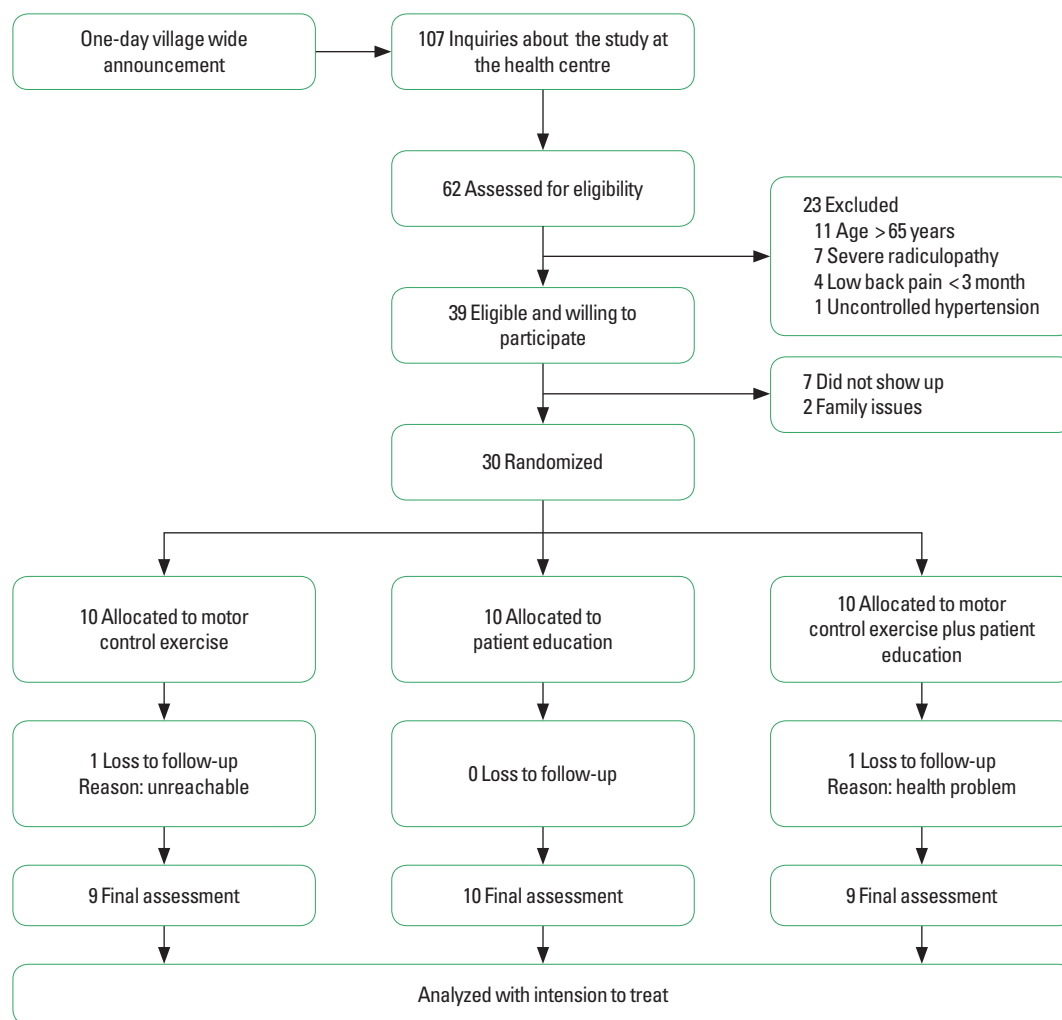 One-day village wide
announcement
107 Inquiries about the study at
the health centre
62 Assessed for eligibility
23 Excluded
11 Age >65 years
7 Severe radiculopathy
4 Low back pain <3 month
1 Uncontrolled hypertension
39 Eligible and willing to
participate
7 Did not show up
2 Family issues
30 Randomized
10 Allocated to motor
control exercise
10 Allocated to
patient education
10 Allocated to motor
control exercise plus patient
education
1 Loss to follow-up
Reason: unreachable
0 Loss to follow-up
1 Loss to follow-up
Reason: health problem
9 Final assessment
10 Final assessment
9 Final assessment
Analyzed with intension to treat